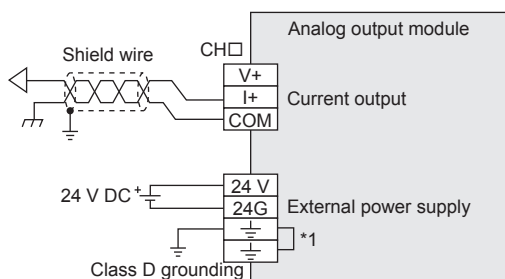 Analog output module
Shield wire
CH□
V+
I+
COM
Current output
24 V DC
+
24 V
24G
External power supply
*1
Class D grounding